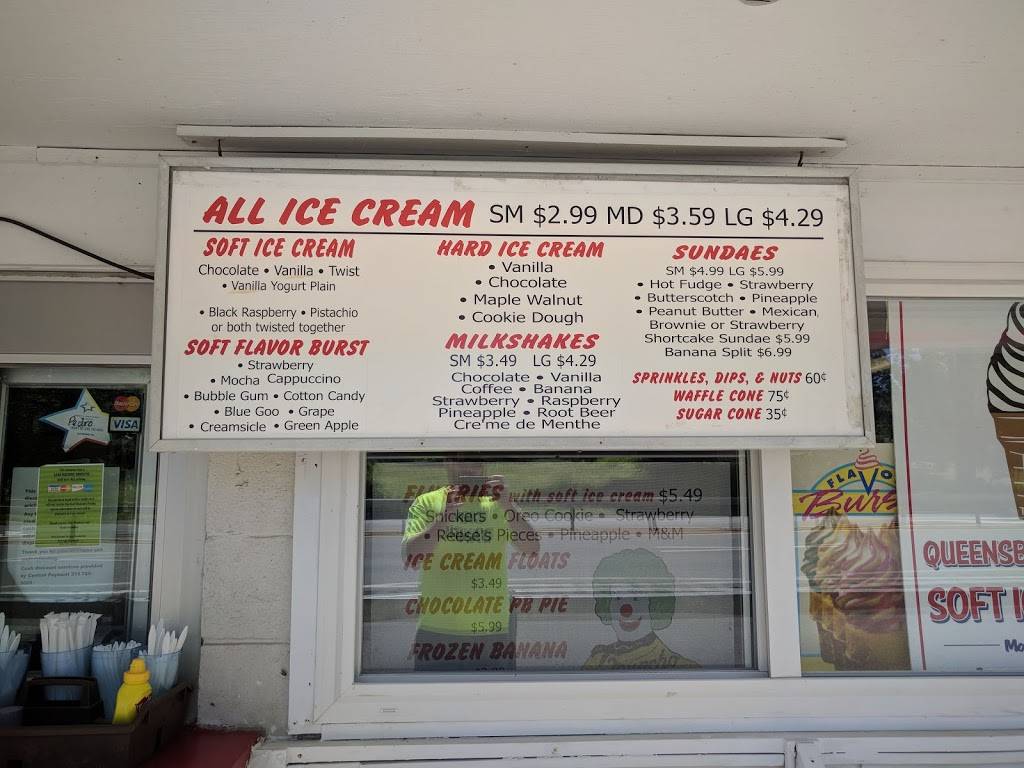 ALL ICE CREAM SM $2.99 MD $3.59 LG $4.29
SOFT ICE CREAM
Chocolate • Vanilla • Twist
• Vanilla Yogurt Plain
• Black Raspberry • Pistachio
or both twisted together
SOFT FLAVOR BURST
• Strawberry
• Mocha Cappuccino
• Bubble Gum • Cotton Candy
• Blue Goo • Grape
• Creamsicle • Green Apple
HARD ICE CREAM
• Vanilla
• Chocolate
• Maple Walnut
• Cookie Dough
MILKSHAKES
SM $3.49 LG $4.29
Chocolate • Vanilla
Coffee • Banana
Strawberry • Raspberry
Pineapple • Root Beer
Cre'me de Menthe
SUNDAES
SM $4.99 LG $5.99
• Hot Fudge • Strawberry
• Butterscotch • Pineapple
• Peanut Butter • Mexican,
Brownie or Strawberry
Shortcake Sundae $5.99
Banana Split $6.99
SPRINKLES, DIPS, & NUTS 60¢
WAFFLE CONE 75¢
SUGAR CONE 35¢
FLURRIES with soft ice cream $5.49
Snickers • Oreo Cookie • Strawberry
• Reese's Pieces • Pineapple • M&M
ICE CREAM FLOATS
$3.49
CHOCOLATE PB PIE
$5.99
FROZEN BANANA
Pedro
VISA
FLAVO
Burs
QUEENSB
SOFT I
Mo